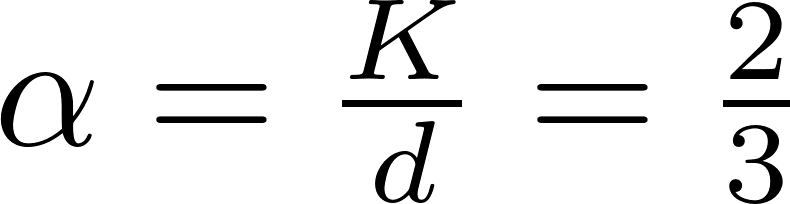 α = K/d = 2/3